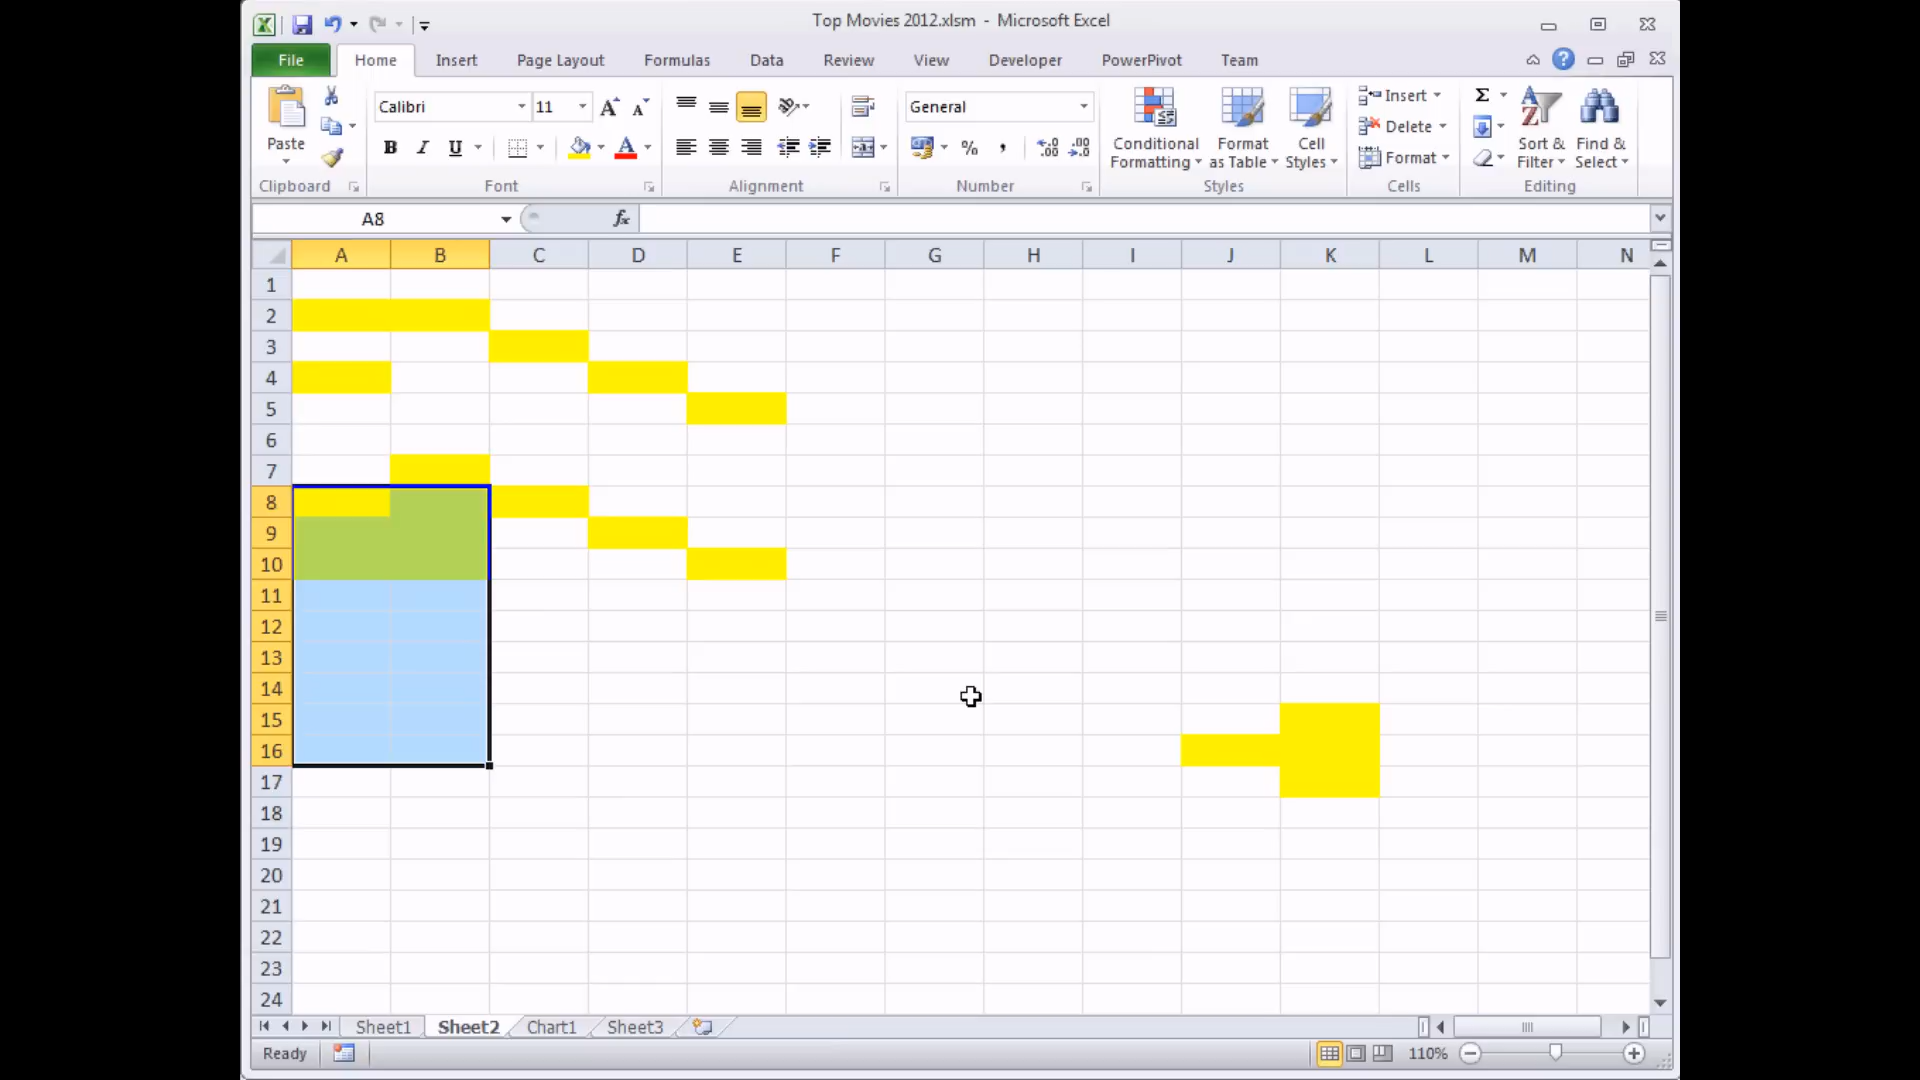 Top Movies 2012.xlsm - Microsoft Excel
File Home Insert Page Layout Formulas Data Review View Developer PowerPivot Team
Calibri 11 General Insert
Paste Conditional Formatting Format as Table Cell Styles Delete Sort & Filter Find & Select
B I U % , .00 Format
Clipboard Font Alignment Number Styles Cells Editing
A8 fx
A B C D E F G H I J K L M N
1
2
3
4
5
6
7
8
9
10
11
12
13
14
15
16
17
18
19
20
21
22
23
24
Sheet1 Sheet2 Chart1 Sheet3
Ready 110%